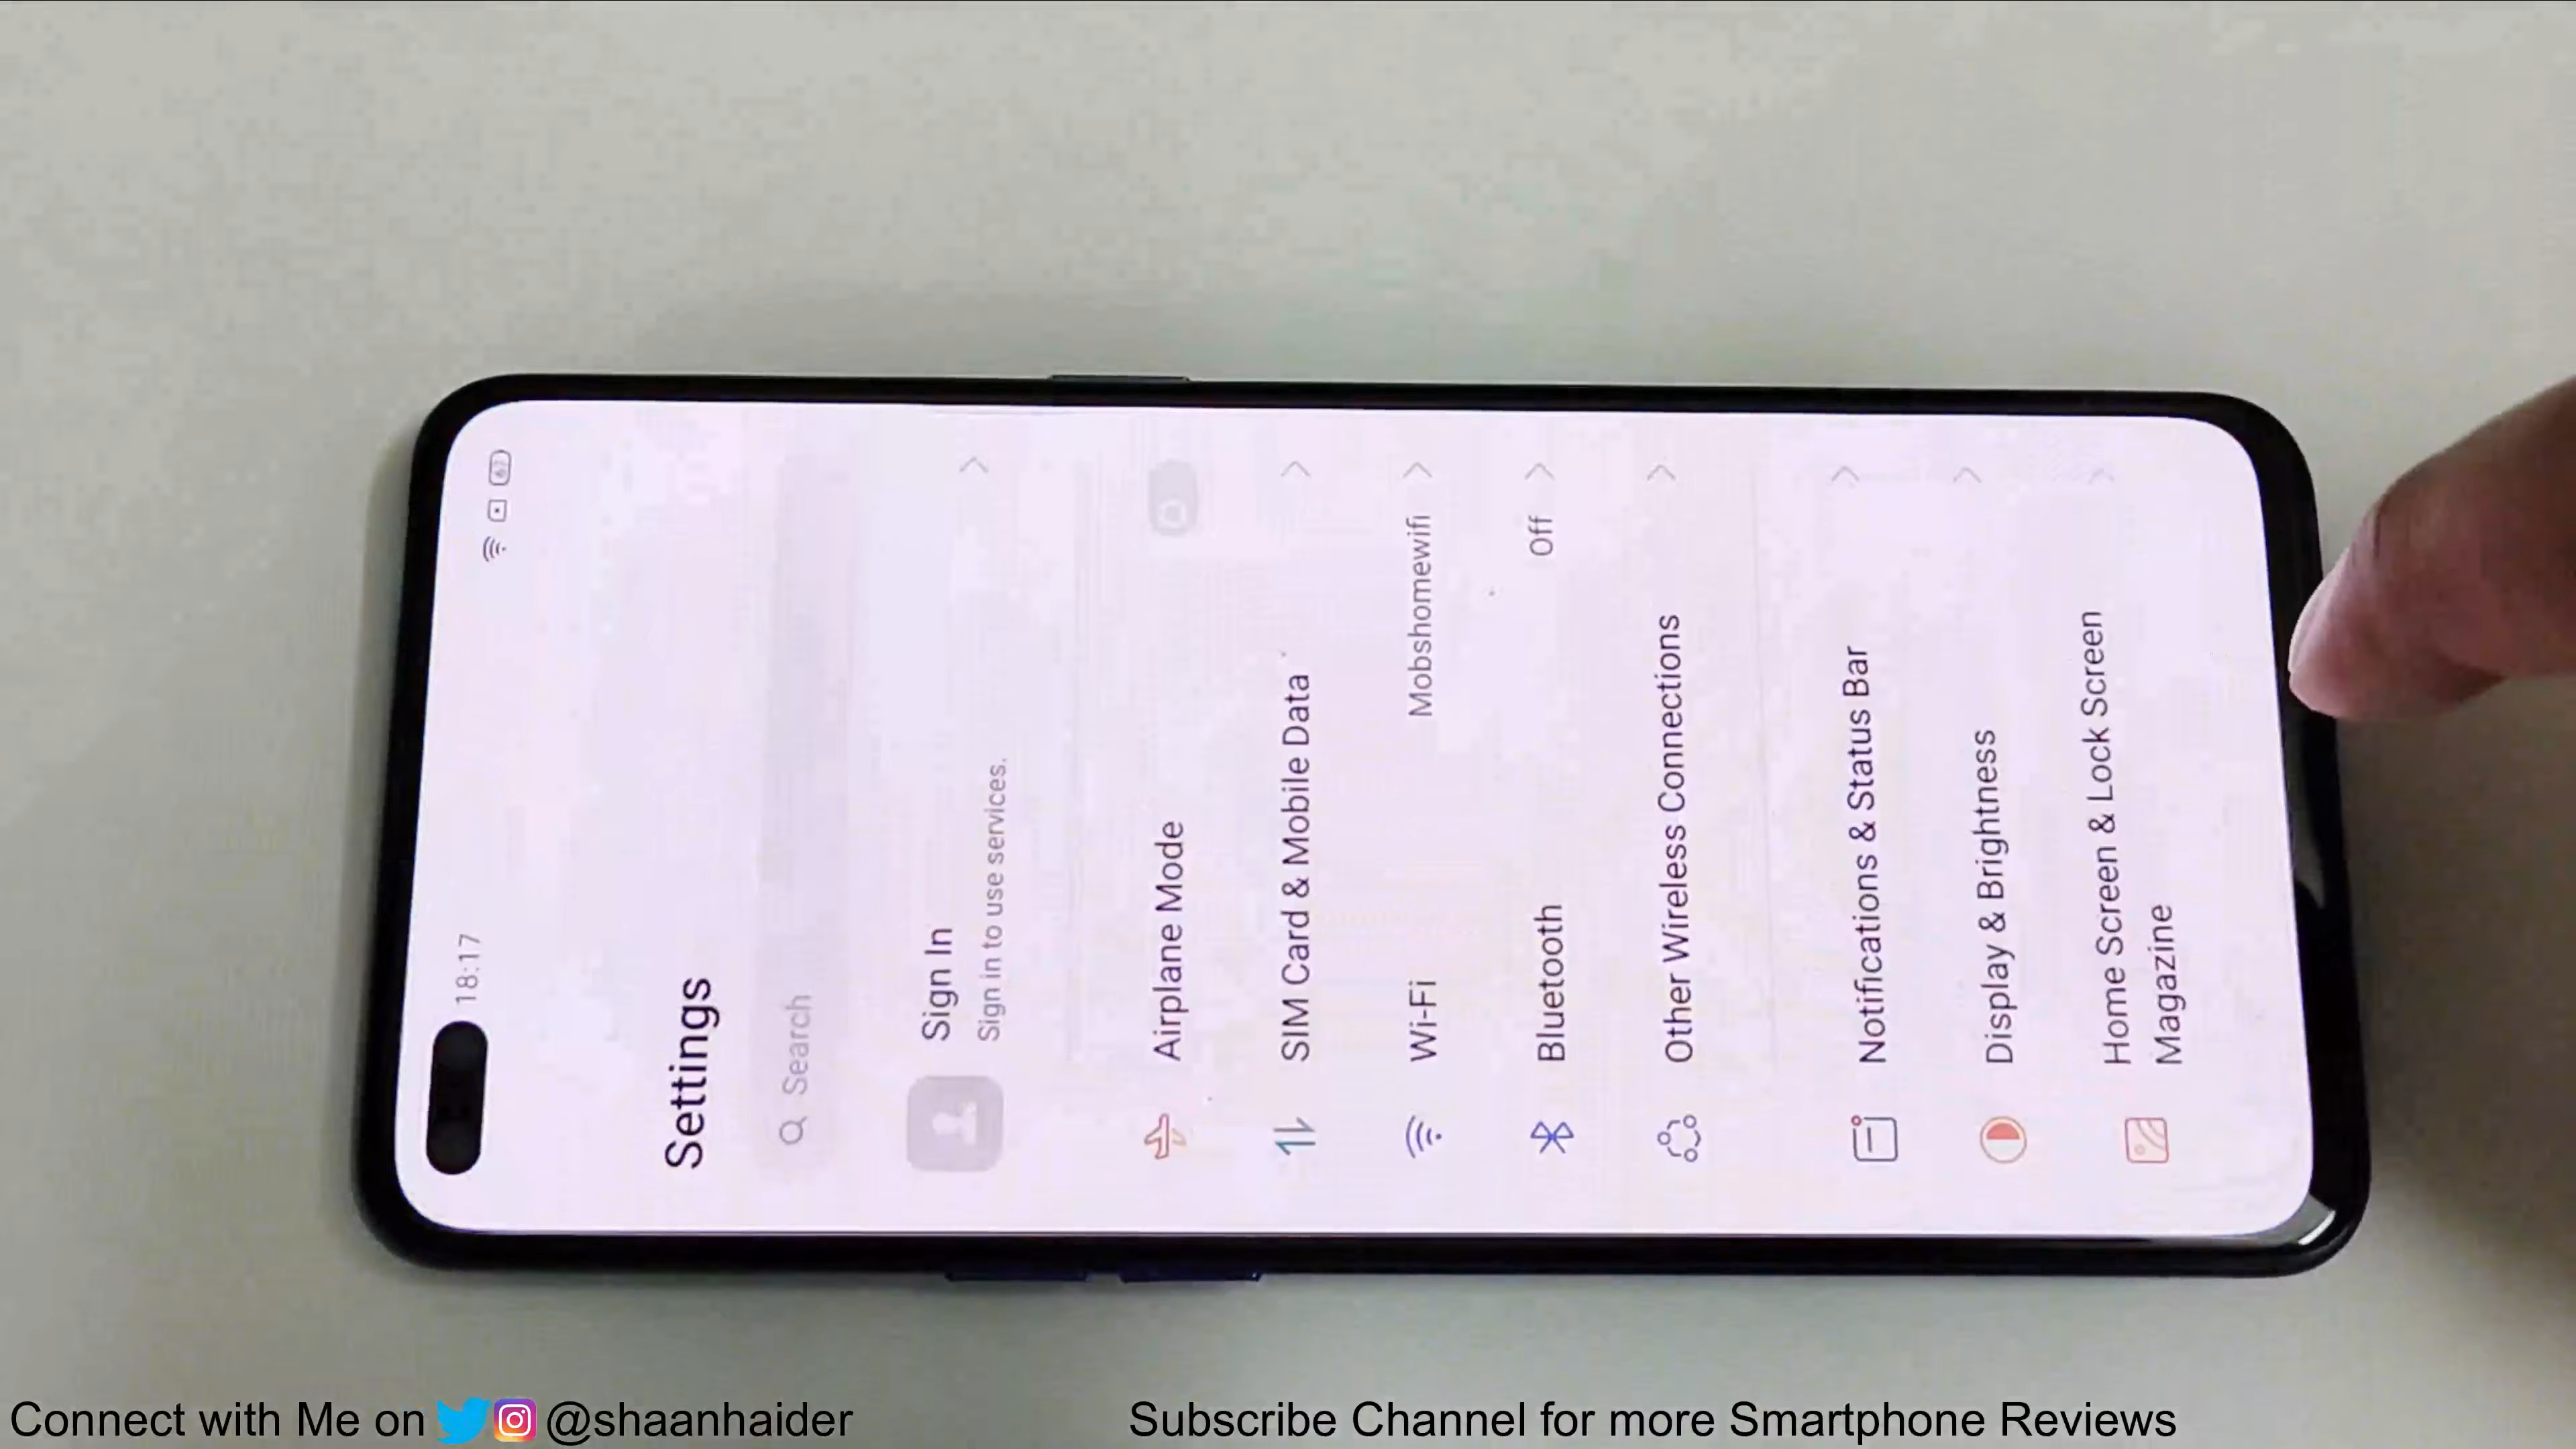 18:17
67
Settings
Search
Sign In
Sign in to use services.
Airplane Mode
SIM Card & Mobile Data
Wi-Fi
Mobshomewifi
Bluetooth
Off
Other Wireless Connections
Notifications & Status Bar
Display & Brightness
Home Screen & Lock Screen
Magazine
Connect with Me on @shaanhaider
Subscribe Channel for more Smartphone Reviews